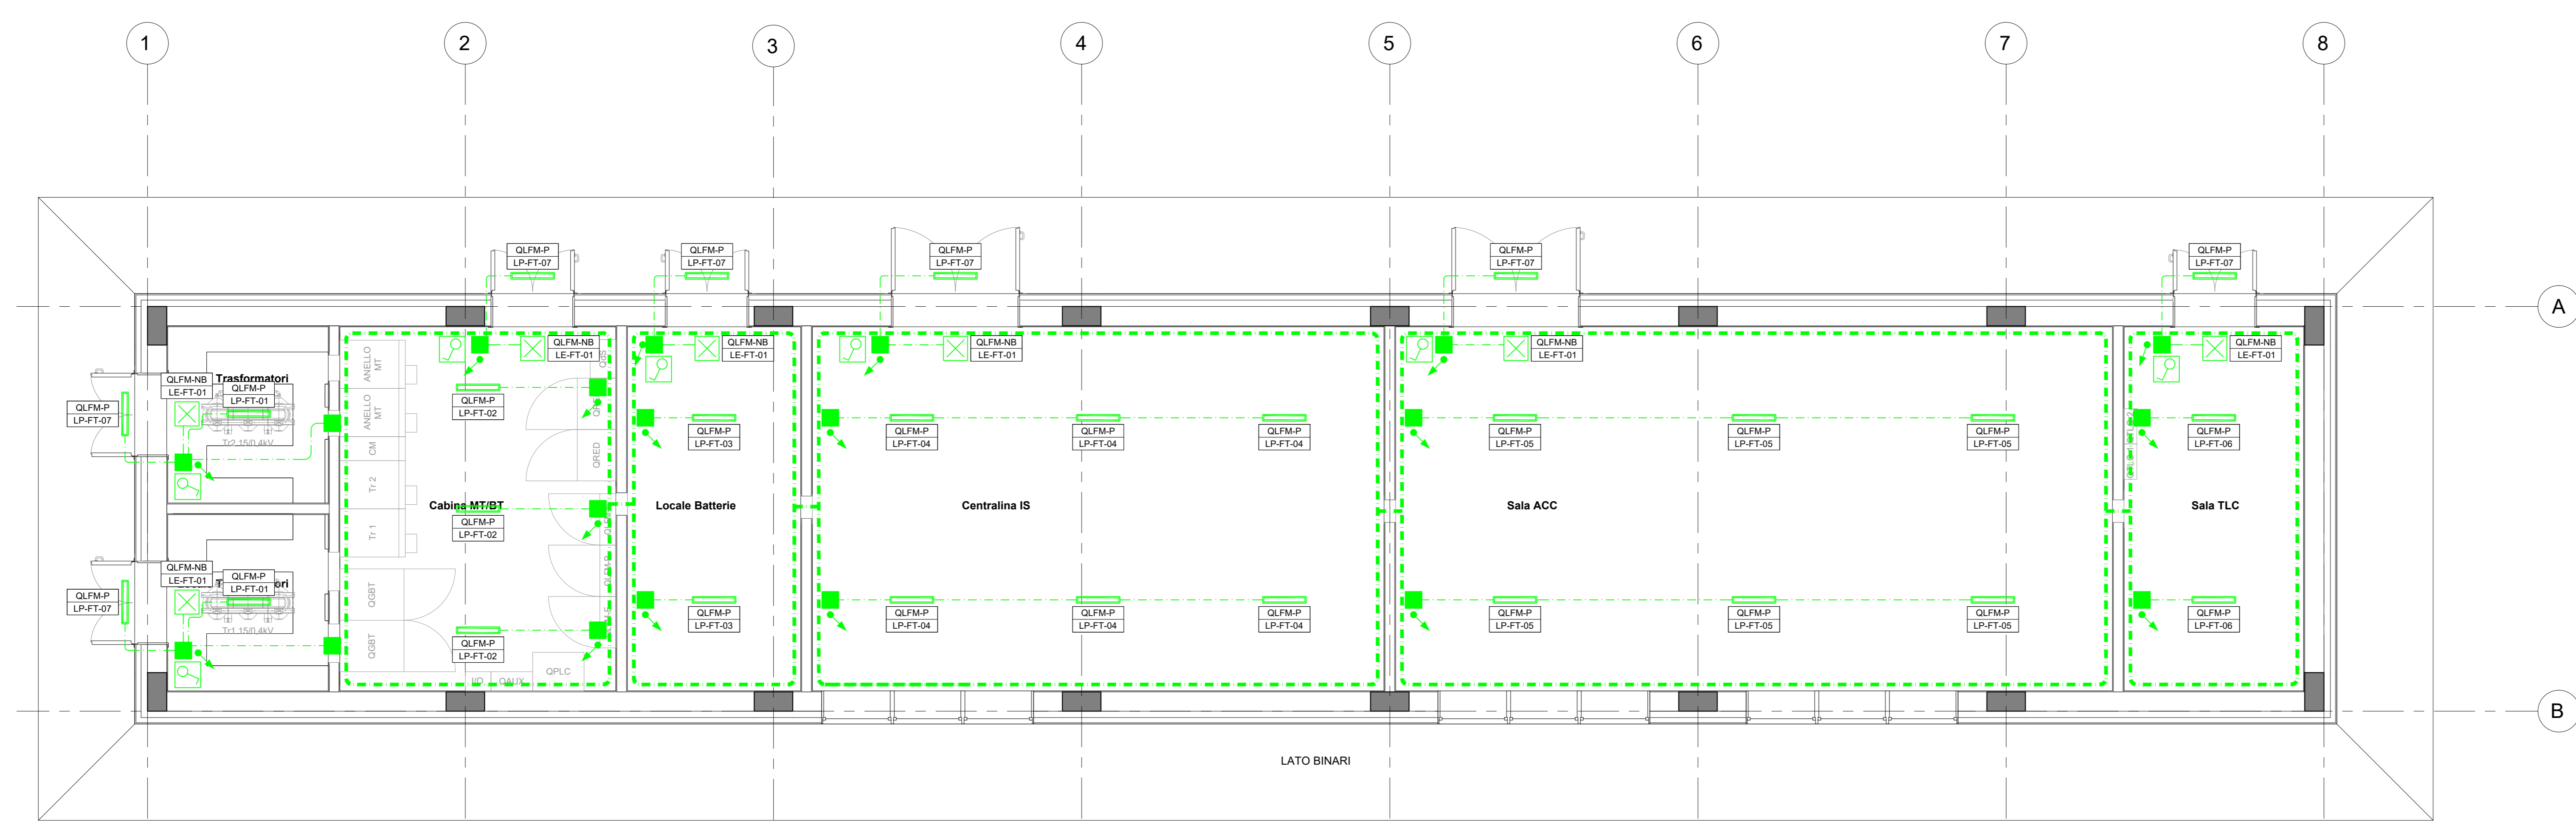 1
2
3
4
5
6
7
8
A
B
QLFM-P
LP-FT-07
QLFM-P
LP-FT-07
QLFM-P
LP-FT-07
QLFM-P
LP-FT-07
QLFM-P
LP-FT-07
QLFM-NB
LE-FT-01
QLFM-NB
LE-FT-01
QLFM-NB
LE-FT-01
QLFM-NB
LE-FT-01
QLFM-NB
LE-FT-01
Trasformatori
QLFM-NB
LE-FT-01
QLFM-P
LP-FT-01
QLFM-P
LP-FT-07
Tr2 15/0.4kV
ANELLO
MT
ANELLO
MT
CM
Tr 2
Tr 1
QGBT
QGBT
QLFM-P
LP-FT-02
QRED
QLFM-P
LP-FT-03
QLFM-P
LP-FT-04
QLFM-P
LP-FT-04
QLFM-P
LP-FT-04
QLFM-P
LP-FT-05
QLFM-P
LP-FT-05
QLFM-P
LP-FT-05
QLFM-P
LP-FT-06
Cabina MT/BT
Locale Batterie
Centralina IS
Sala ACC
Sala TLC
QLFM-P
LP-FT-02
QLFM-NB
LE-FT-01
QLFM-P
LP-FT-01
QLFM-P
LP-FT-07
Tr1 15/0.4kV
QLFM-P
LP-FT-02
QLFM-P
LP-FT-03
QLFM-P
LP-FT-04
QLFM-P
LP-FT-04
QLFM-P
LP-FT-04
QLFM-P
LP-FT-05
QLFM-P
LP-FT-05
QLFM-P
LP-FT-05
QLFM-P
LP-FT-06
I/O
QAUX
QPLC
LATO BINARI